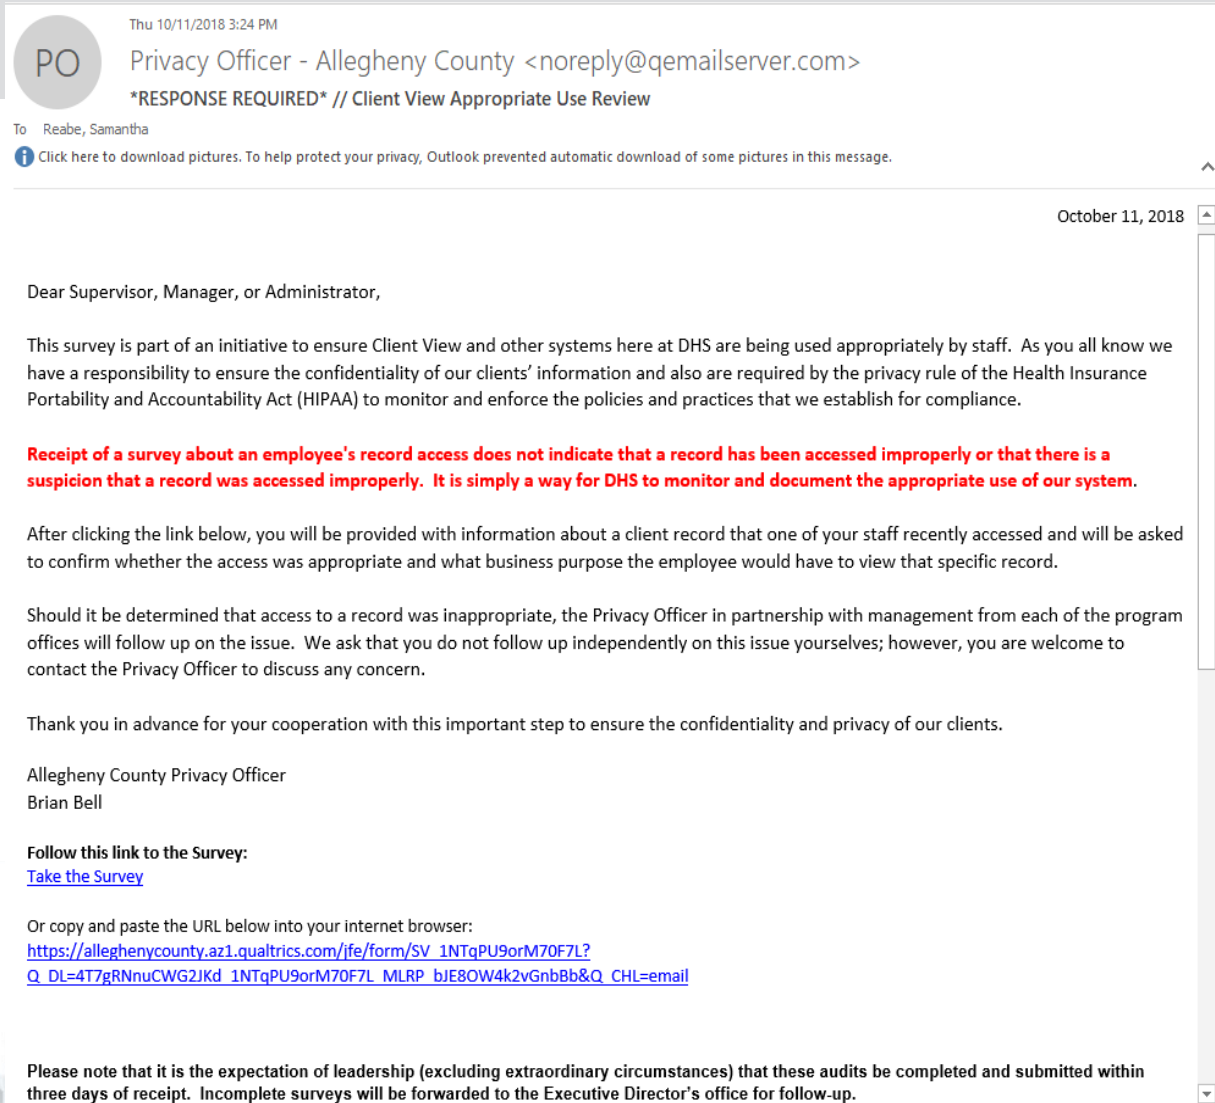 Thu 10/11/2018 3:24 PM
PO
Privacy Officer - Allegheny County <noreply@qemailserver.com>
*RESPONSE REQUIRED* // Client View Appropriate Use Review
To Reabe, Samantha
Click here to download pictures. To help protect your privacy, Outlook prevented automatic download of some pictures in this message.
October 11, 2018
Dear Supervisor, Manager, or Administrator,
This survey is part of an initiative to ensure Client View and other systems here at DHS are being used appropriately by staff.  As you all know we
have a responsibility to ensure the confidentiality of our clients' information and also are required by the privacy rule of the Health Insurance
Portability and Accountability Act (HIPAA) to monitor and enforce the policies and practices that we establish for compliance.
Receipt of a survey about an employee's record access does not indicate that a record has been accessed improperly or that there is a
suspicion that a record was accessed improperly.  It is simply a way for DHS to monitor and document the appropriate use of our system.
After clicking the link below, you will be provided with information about a client record that one of your staff recently accessed and will be asked
to confirm whether the access was appropriate and what business purpose the employee would have to view that specific record.
Should it be determined that access to a record was inappropriate, the Privacy Officer in partnership with management from each of the program
offices will follow up on the issue.  We ask that you do not follow up independently on this issue yourselves; however, you are welcome to
contact the Privacy Officer to discuss any concern.
Thank you in advance for your cooperation with this important step to ensure the confidentiality and privacy of our clients.
Allegheny County Privacy Officer
Brian Bell
Follow this link to the Survey:
Take the Survey
Or copy and paste the URL below into your internet browser:
https://alleghenycounty.az1.qualtrics.com/jfe/form/SV_1NTqPU9orM70F7L?
Q_DL=4T7gRNnuCWG2JKd_1NTqPU9orM70F7L_MLRP_bJE8OW4k2vGnbBb&Q_CHL=email
Please note that it is the expectation of leadership (excluding extraordinary circumstances) that these audits be completed and submitted within
three days of receipt.  Incomplete surveys will be forwarded to the Executive Director's office for follow-up.